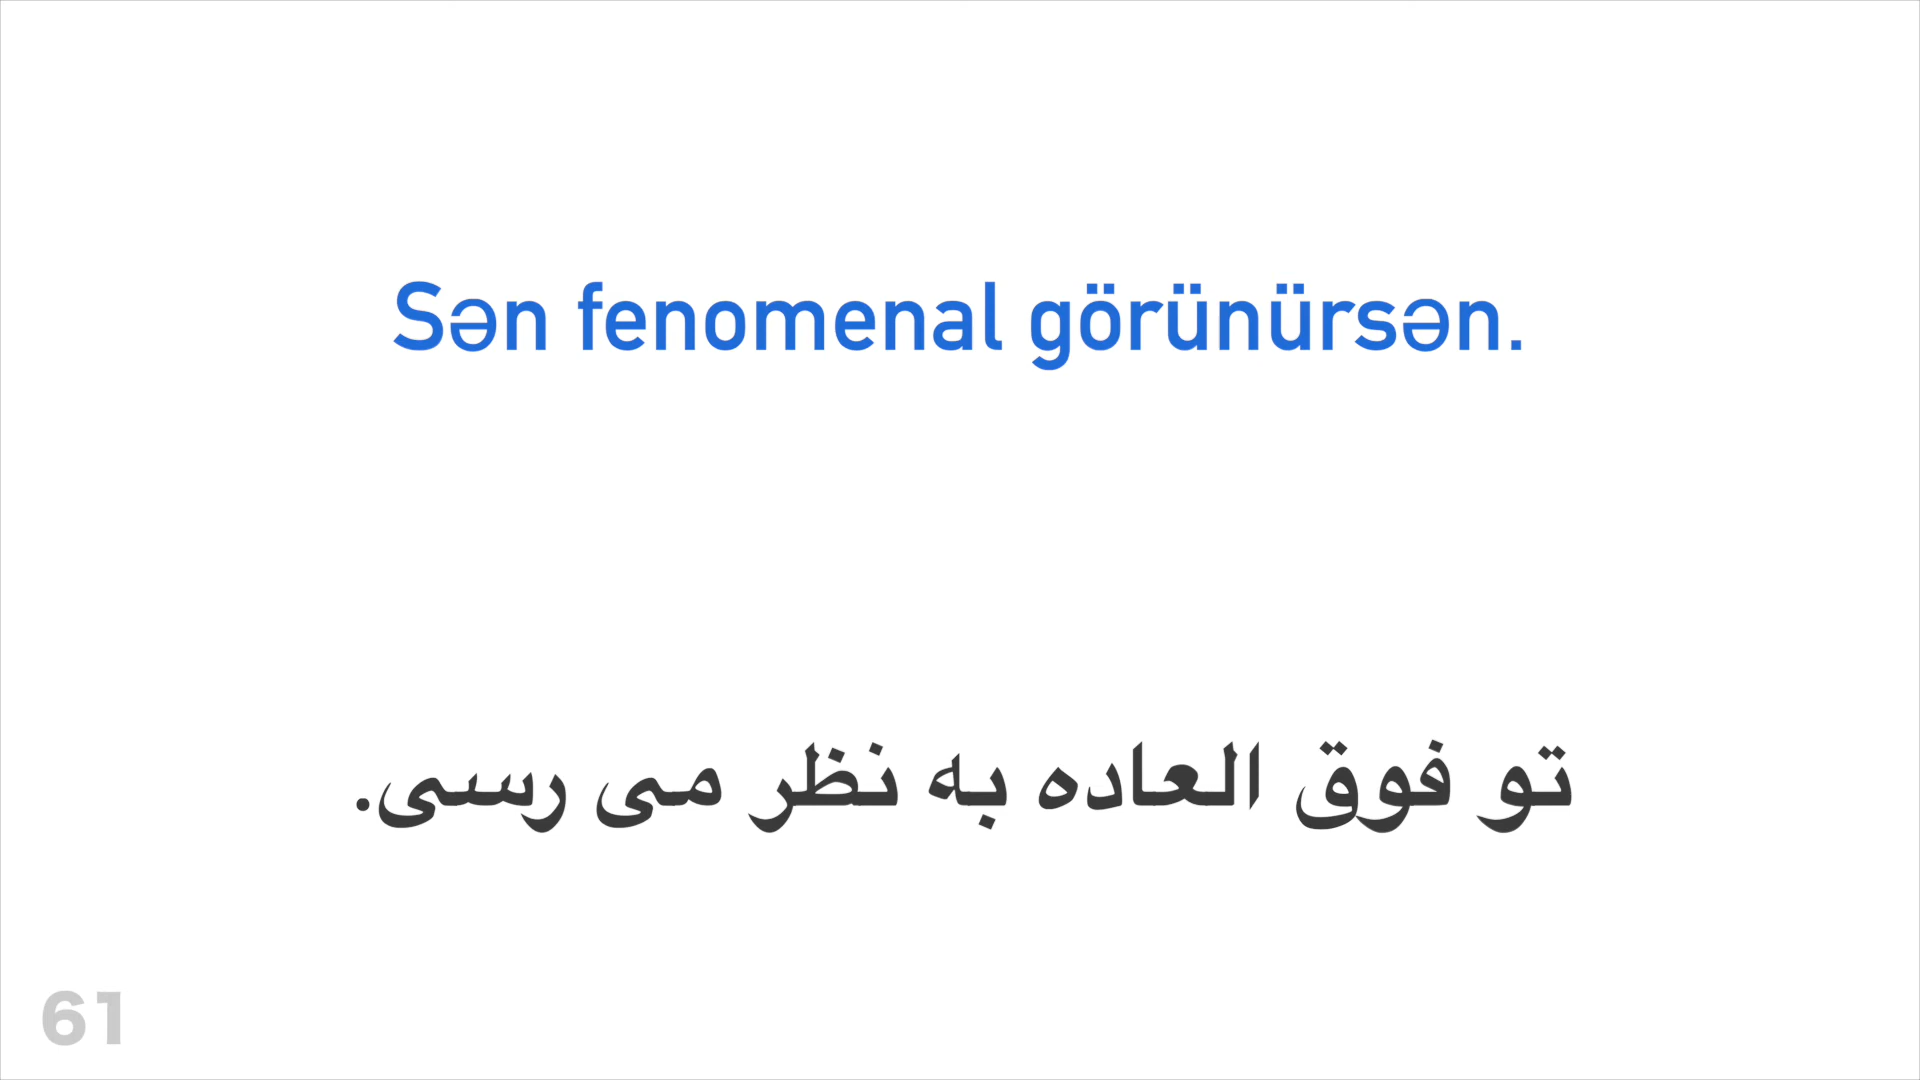 Sən fenomenal görünürsən.
تو فوق العاده به نظر می رسی.
61